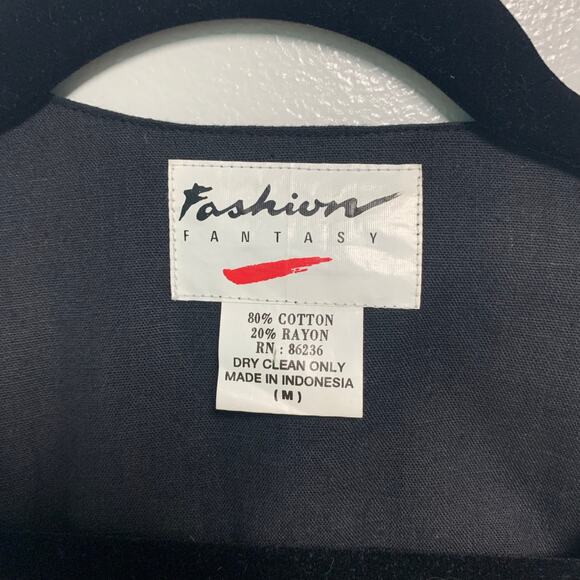 Fashion
FANTASY
80% COTTON
20% RAYON
RN : 86236
DRY CLEAN ONLY
MADE IN INDONESIA
( M )